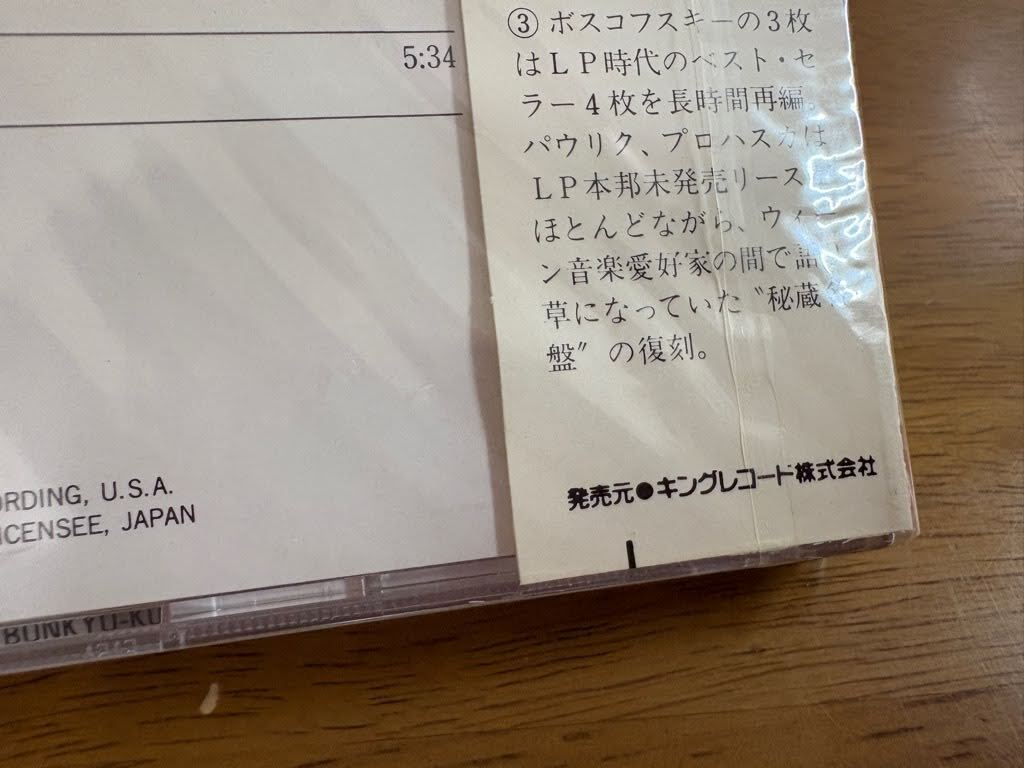 5:34
ORDING, U.S.A.
ICENSEE, JAPAN
BUNKYO-KU
③ ボスコフスキーの3枚
はLP時代のベスト・セ
ラー4枚を長時間再編。
パウリク、プロハスカは
LP本邦未発売リース
ほとんどながら、ウィー
ン音楽愛好家の間で語
草になっていた〝秘蔵
盤〟の復刻。
発売元●キングレコード株式会社